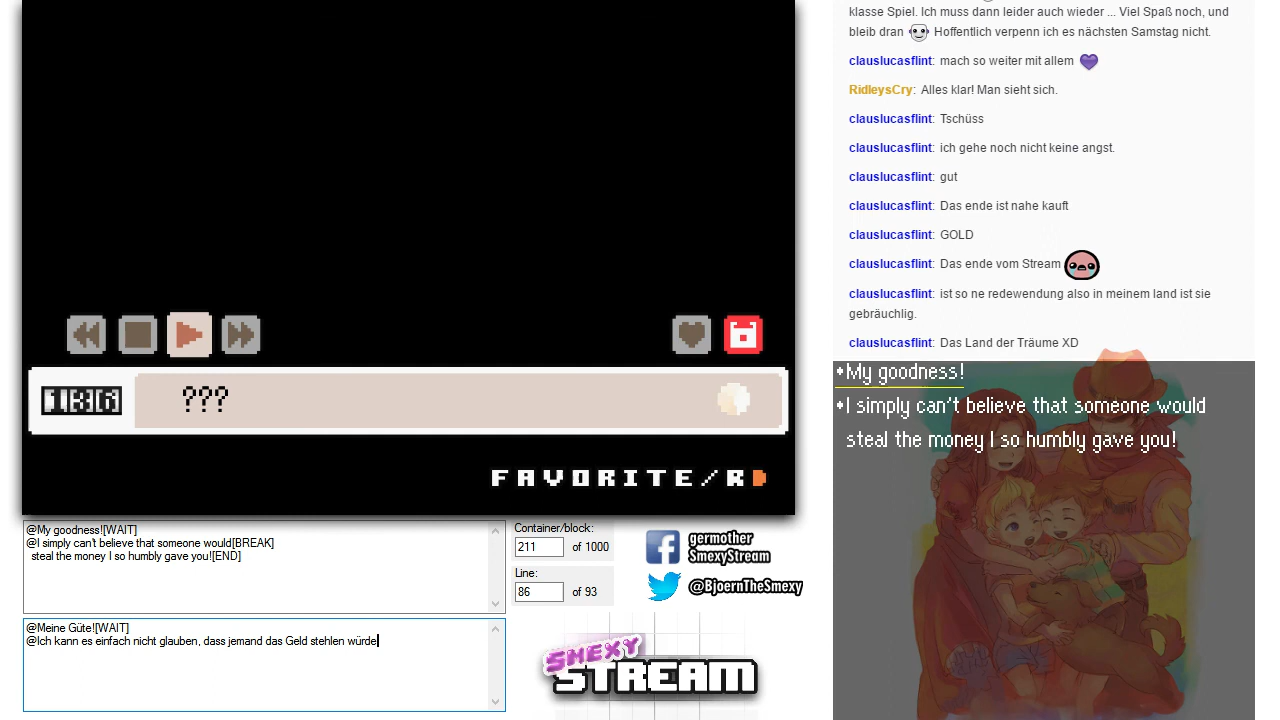 klasse Spiel. Ich muss dann leider auch wieder ... Viel Spaß noch, und
bleib dran Hoffentlich verpenn ich es nächsten Samstag nicht.
clauslucasflint: mach so weiter mit allem
RidleysCry: Alles klar! Man sieht sich.
clauslucasflint: Tschüss
clauslucasflint: ich gehe noch nicht keine angst.
clauslucasflint: gut
clauslucasflint: Das ende ist nahe kauft
clauslucasflint: GOLD
clauslucasflint: Das ende vom Stream
clauslucasflint: ist so ne redewendung also in meinem land ist sie
gebräuchlig.
clauslucasflint: Das Land der Träume XD
136 ???
FAVORITE/R
•My goodness!
•I simply can't believe that someone would
steal the money I so humbly gave you!
@My goodness![WAIT]
@I simply can't believe that someone would[BREAK]
steal the money I so humbly gave you![END]
Container/block:
211 of 1000
Line:
86 of 93
germother
SmexyStream
@BjoernTheSmexy
@Meine Güte![WAIT]
@Ich kann es einfach nicht glauben, dass jemand das Geld stehlen würde
SMEXY
STREAM